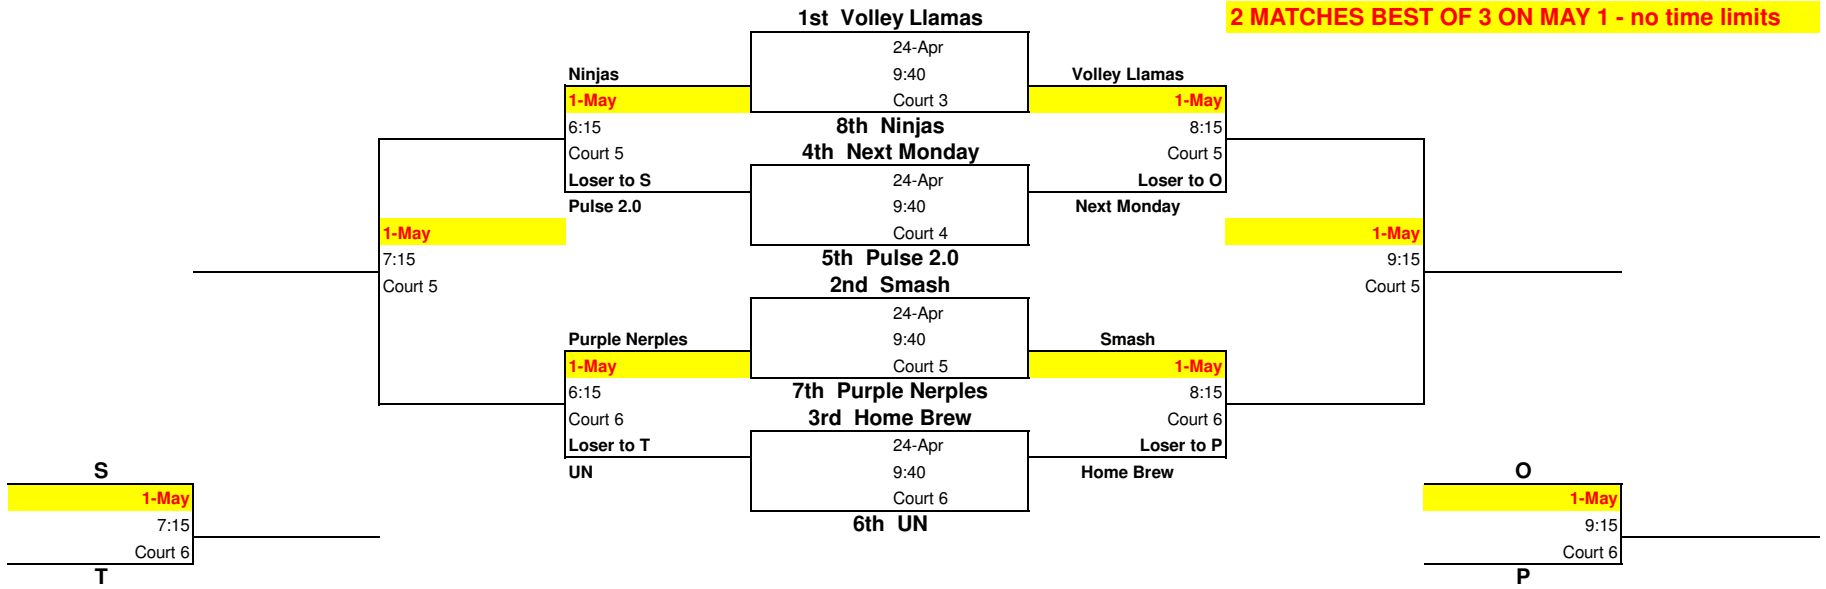 1st Volley Llamas
2 MATCHES BEST OF 3 ON MAY 1 - no time limits
24-Apr
Ninjas
9:40
Volley Llamas
1-May
Court 3
1-May
6:15
8th Ninjas
8:15
Court 5
4th Next Monday
Court 5
Loser to S
24-Apr
Loser to O
Pulse 2.0
9:40
Next Monday
1-May
Court 4
1-May
7:15
5th Pulse 2.0
9:15
Court 5
2nd Smash
Court 5
24-Apr
Purple Nerples
9:40
Smash
1-May
Court 5
1-May
6:15
7th Purple Nerples
8:15
Court 6
3rd Home Brew
Court 6
Loser to T
24-Apr
Loser to P
S
UN
9:40
Home Brew
O
1-May
Court 6
1-May
7:15
6th UN
9:15
Court 6
Court 6
T
P